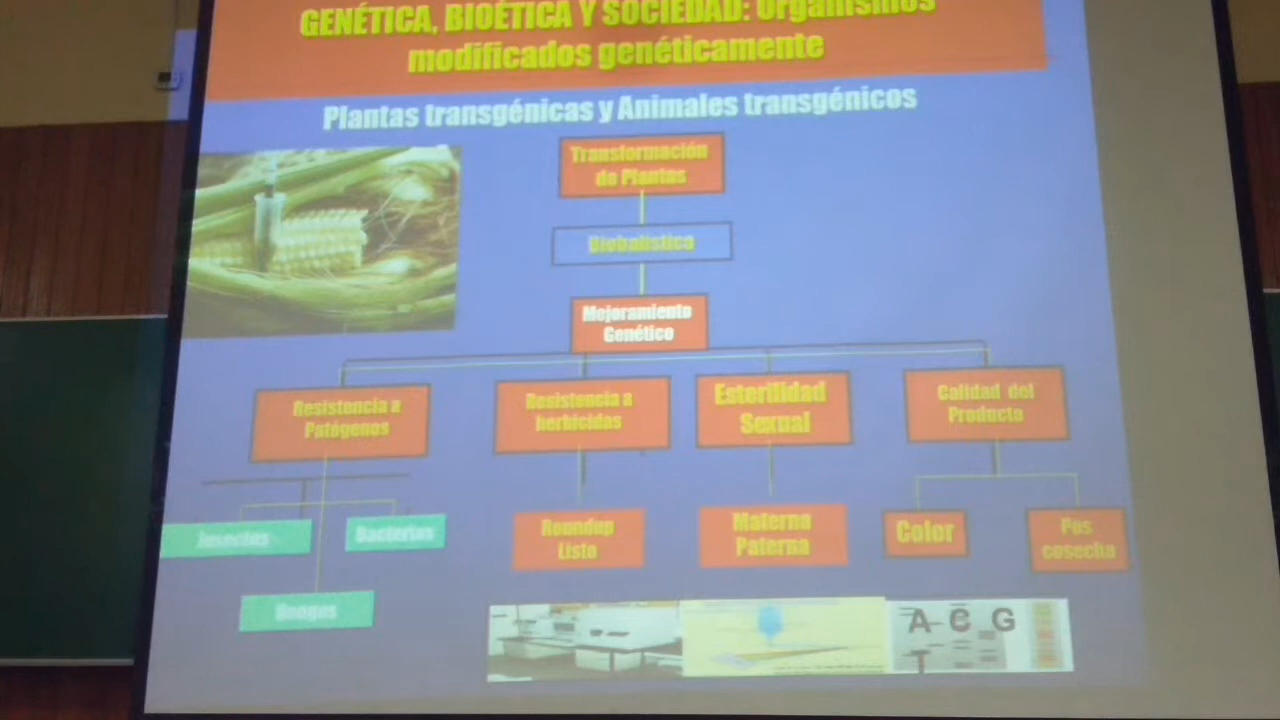 GENÉTICA, BIOÉTICA Y SOCIEDAD: Organismos
modificados genéticamente
Plantas transgénicas y Animales transgénicos
Transformación
de Plantas
Biobalística
Mejoramiento
Genético
Resistencia a
Patógenos
Resistencia a
herbicidas
Esterilidad
Sexual
Calidad del
Producto
Insectos
Bacterias
Hongos
Roundup
Listo
Materna
Paterna
Color
Pos
cosecha
A C G
T